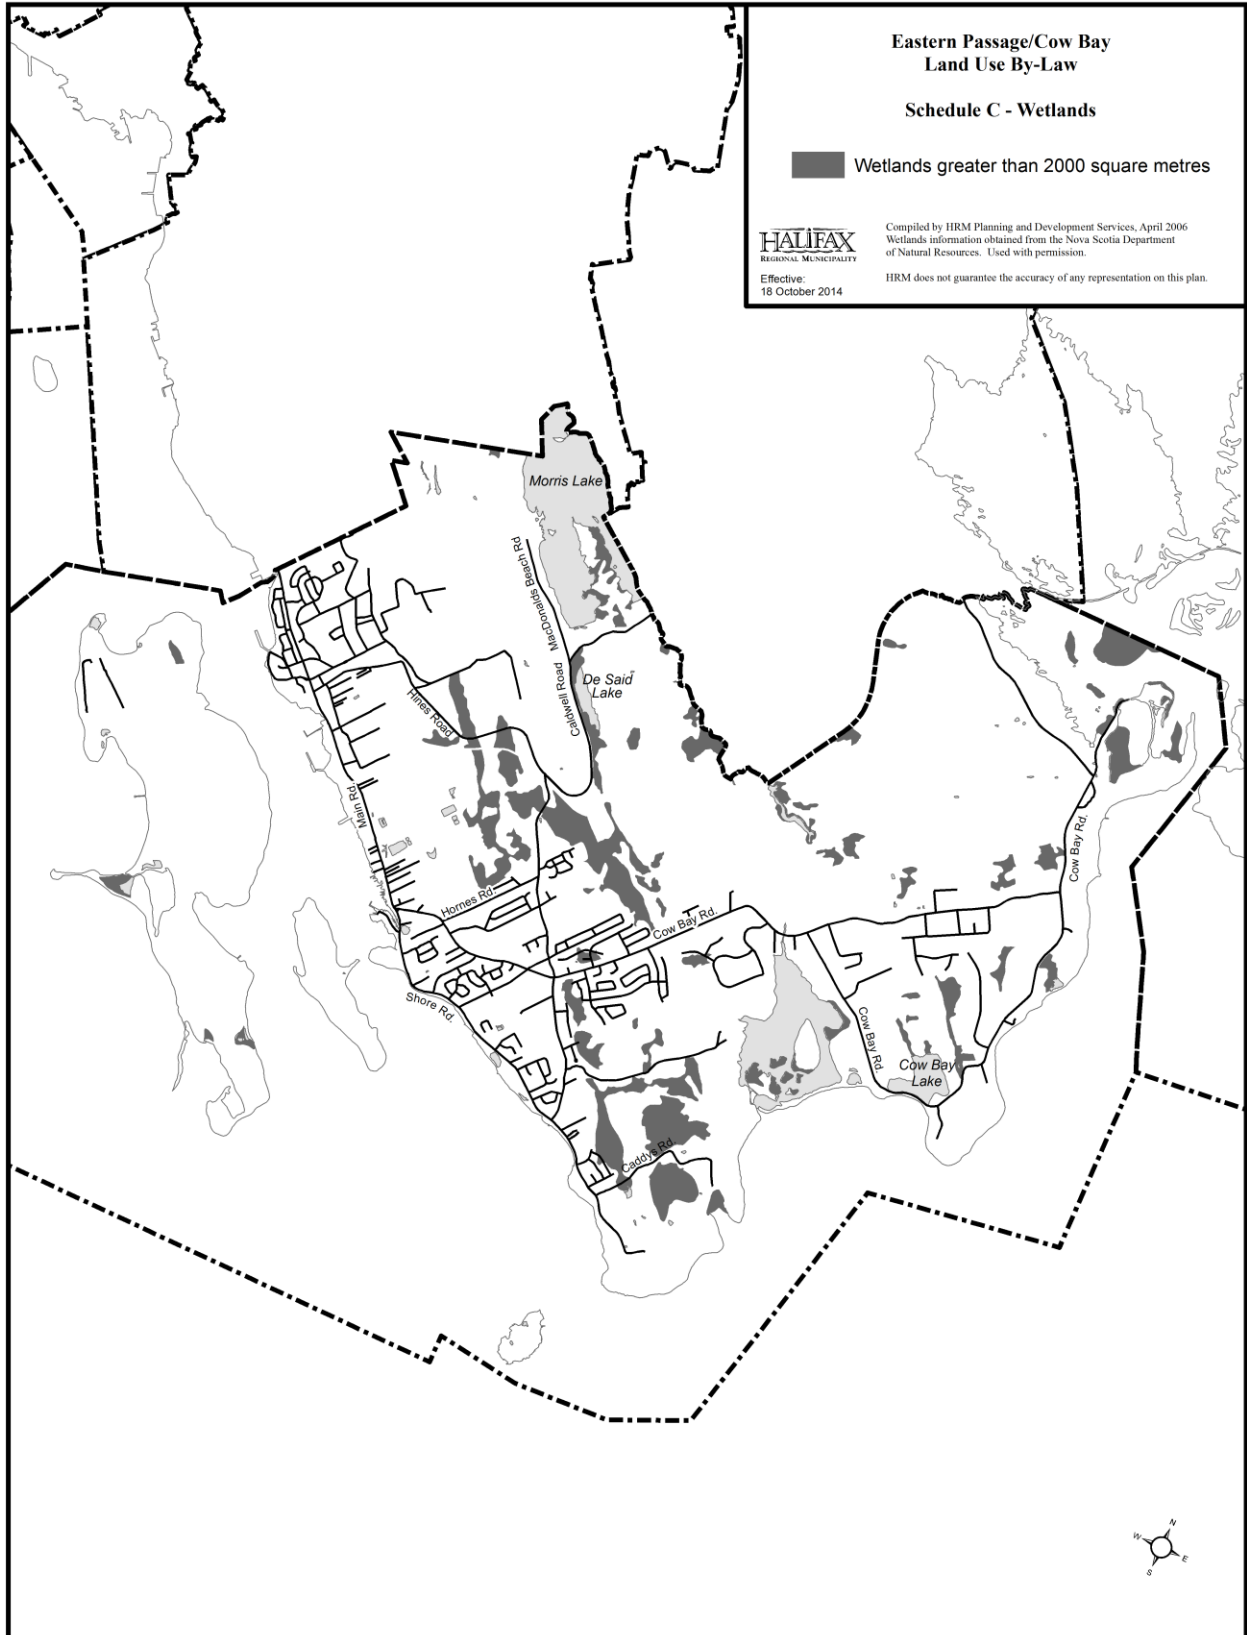 Eastern Passage/Cow Bay
Land Use By-Law
Schedule C - Wetlands
Wetlands greater than 2000 square metres
HALIFAX
REGIONAL MUNICIPALITY
Compiled by HRM Planning and Development Services, April 2006
Wetlands information obtained from the Nova Scotia Department
of Natural Resources. Used with permission.
Effective:
18 October 2014
HRM does not guarantee the accuracy of any representation on this plan.
Morris Lake
MacDonalds Beach Rd
Caldwell Road
De Said
Lake
Hines Road
Main Rd.
Cow Bay Rd.
Hornes Rd.
Cow Bay Rd.
Shore Rd.
Cow Bay Rd.
Cow Bay
Lake
Caddys Rd.
N
W
E
S